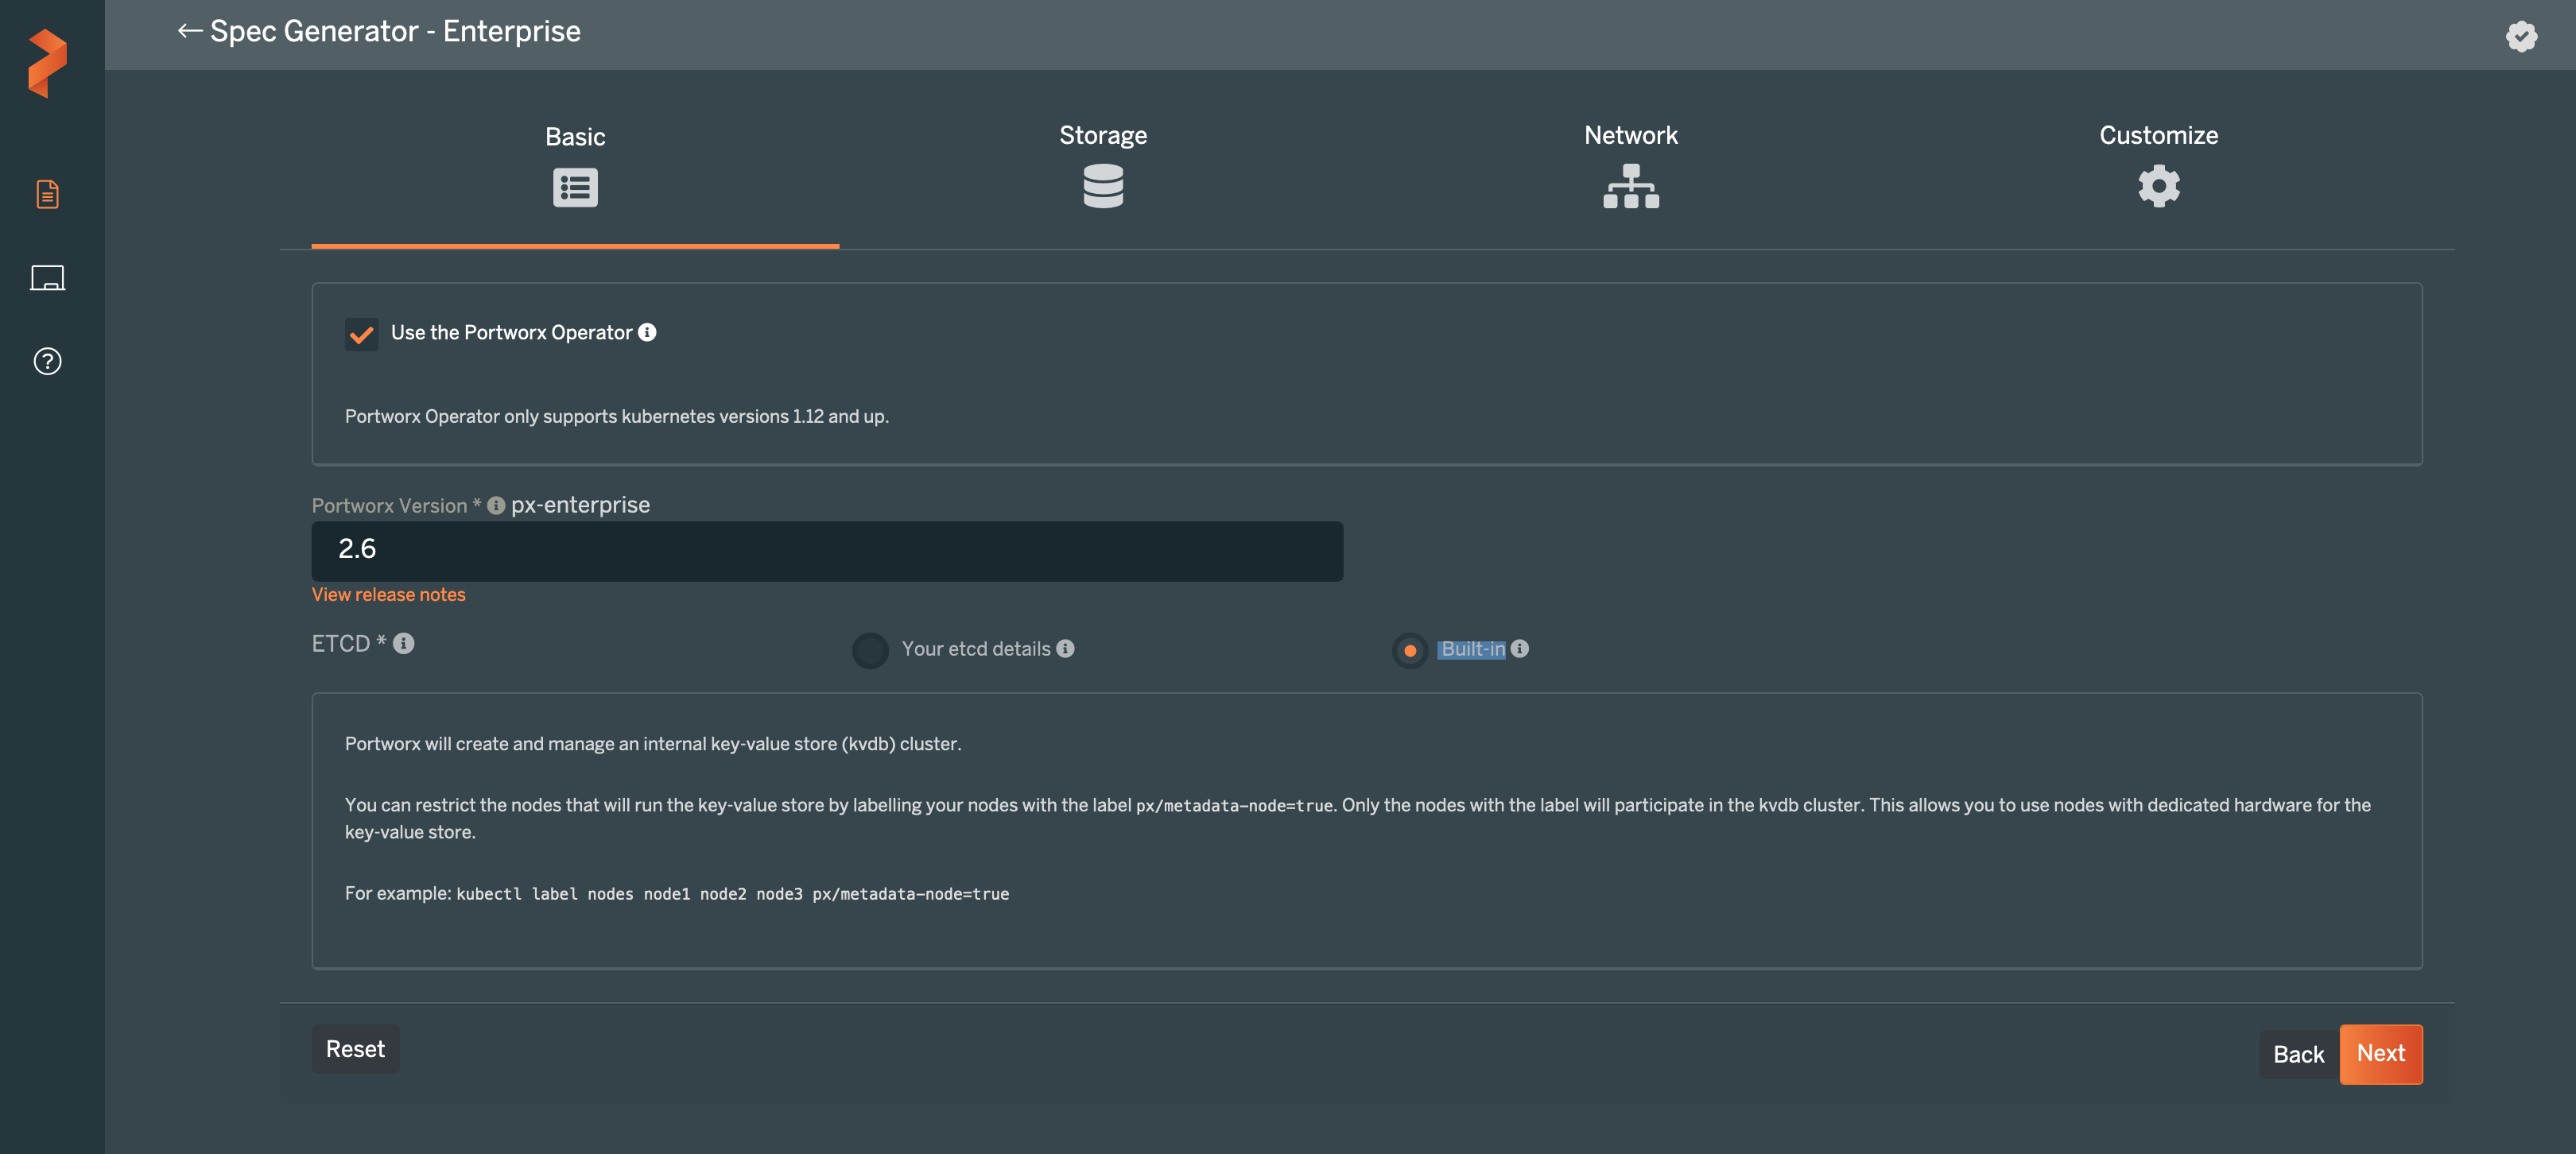 ← Spec Generator - Enterprise
Basic
Storage
Network
Customize
Use the Portworx Operator
Portworx Operator only supports kubernetes versions 1.12 and up.
Portworx Version * px-enterprise
2.6
View release notes
ETCD *
Your etcd details
Built-in
Portworx will create and manage an internal key-value store (kvdb) cluster.
You can restrict the nodes that will run the key-value store by labelling your nodes with the label px/metadata-node=true. Only the nodes with the label will participate in the kvdb cluster. This allows you to use nodes with dedicated hardware for the
key-value store.
For example: kubectl label nodes node1 node2 node3 px/metadata-node=true
Reset
Back
Next